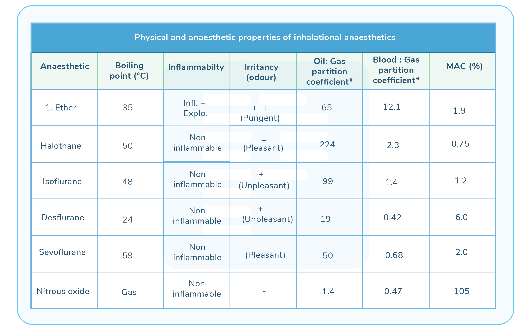 Physical and anaesthetic properties of inhalational anaesthetics
Anaesthetic Boiling point (°C) Inflammabilty Irritancy (odour) Oil: Gas partition coefficient* Blood : Gas partition coefficient* MAC (%)
1. Ether 35 Infl. – Explo. + + (Pungent) 65 12.1 1.9
Halothane 50 Non inflammable – (Pleasant) 224 2.3 0.75
Isoflurane 48 Non inflammable + (Unpleasant) 99 1.4 1.2
Desflurane 24 Non inflammable + (Unpleasant) 19 0.42 6.0
Sevoflurane 59 Non inflammable (Pleasant) 50 0.68 2.0
Nitrous oxide Gas Non inflammable - 1.4 0.47 105